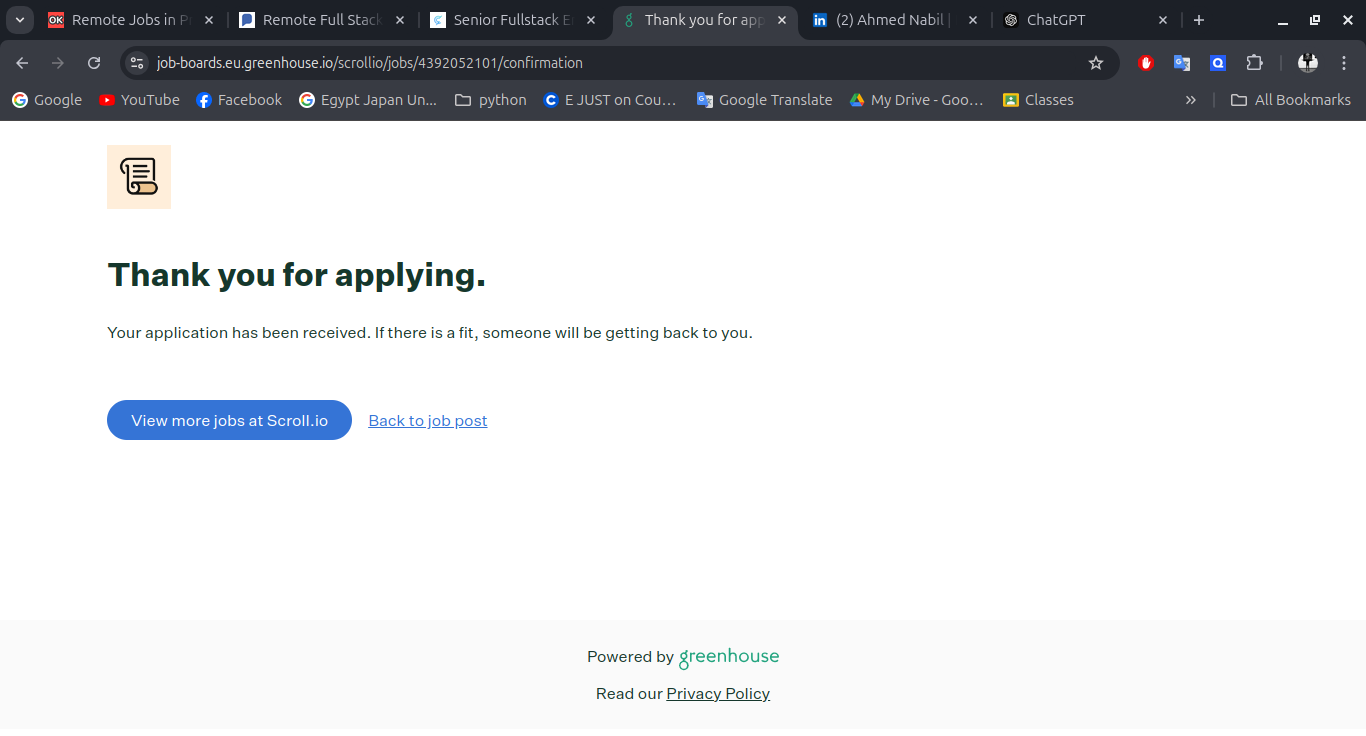 OK Remote Jobs in P
Remote Full Stack
Senior Fullstack E
Thank you for app
in (2) Ahmed Nabil |
ChatGPT
job-boards.eu.greenhouse.io/scrollio/jobs/4392052101/confirmation
Google YouTube Facebook Egypt Japan Un... python E JUST on Cou... Google Translate My Drive - Goo... Classes » All Bookmarks
Thank you for applying.
Your application has been received. If there is a fit, someone will be getting back to you.
View more jobs at Scroll.io Back to job post
Powered by greenhouse
Read our Privacy Policy